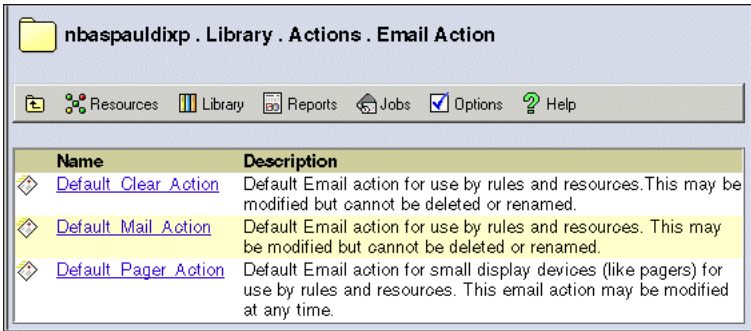 nbaspauldixp . Library . Actions . Email Action
Resources Library Reports Jobs Options Help
Name Description
Default Clear Action Default Email action for use by rules and resources.This may be
modified but cannot be deleted or renamed.
Default Mail Action Default Email action for use by rules and resources. This may
be modified but cannot be deleted or renamed.
Default Pager Action Default Email action for small display devices (like pagers) for
use by rules and resources. This email action may be modified
at any time.